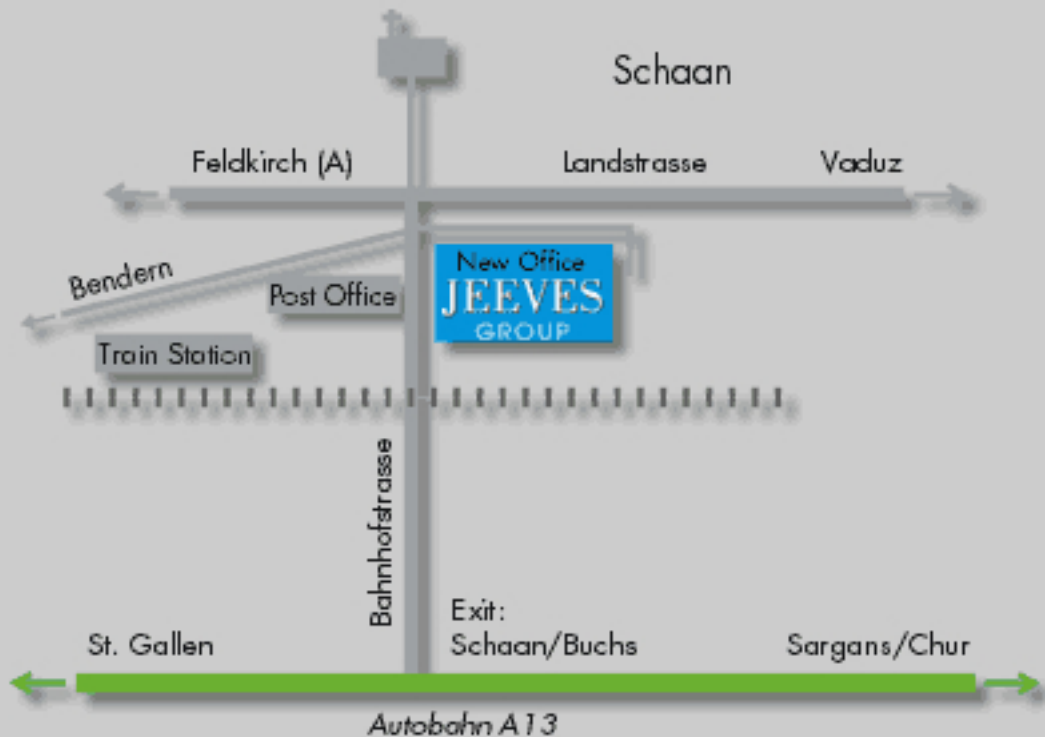 Schaan
Feldkirch (A)
Landstrasse
Vaduz
Bendern
Post Office
New Office
JEEVES
GROUP
Train Station
Bahnhofstrasse
Exit:
Schaan/Buchs
St. Gallen
Sargans/Chur
Autobahn A13